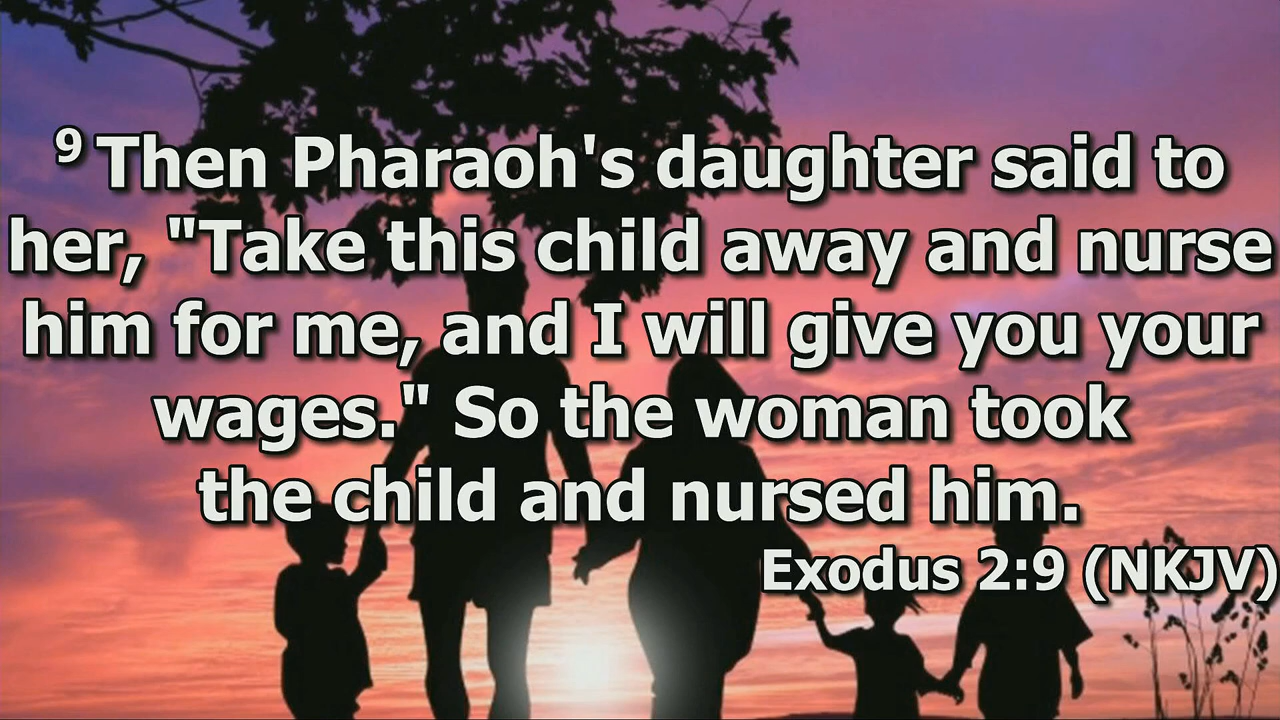 9 Then Pharaoh's daughter said to
her, "Take this child away and nurse
him for me, and I will give you your
wages." So the woman took
the child and nursed him.
Exodus 2:9 (NKJV)